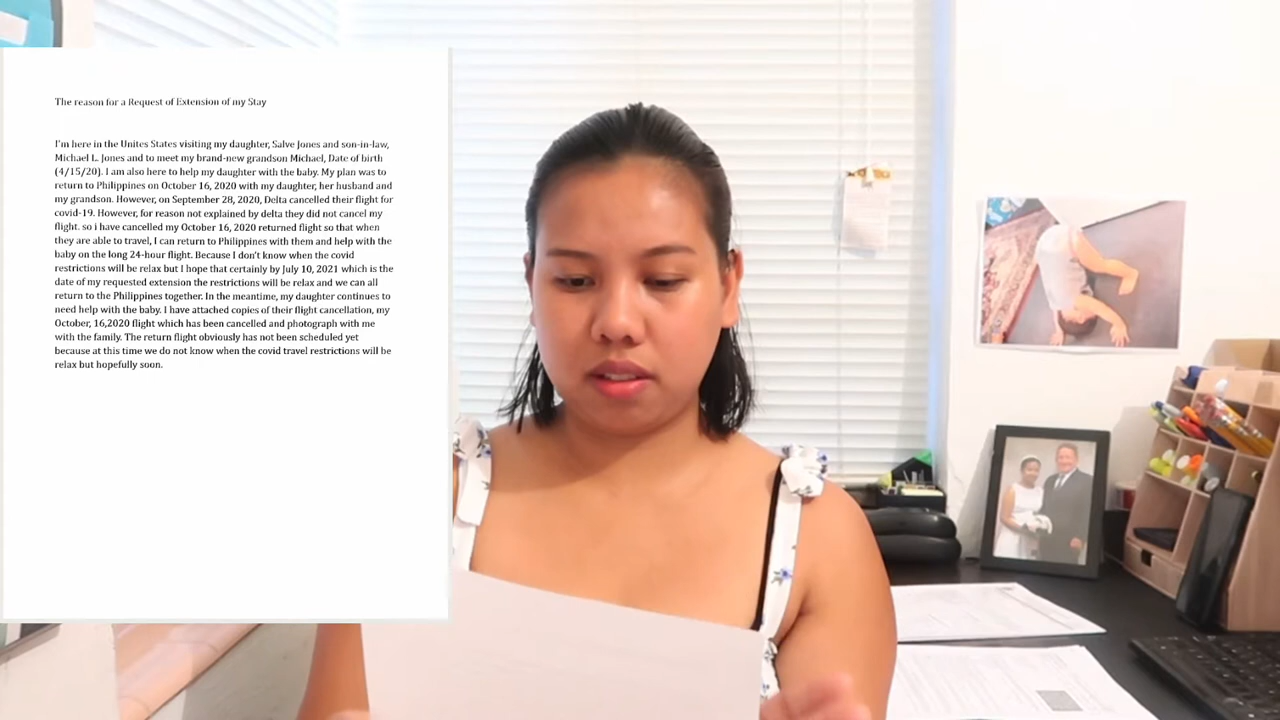 The reason for a Request of Extension of my Stay
I'm here in the Unites States visiting my daughter, Salve Jones and son-in-law,
Michael L. Jones and to meet my brand-new grandson Michael, Date of birth
(4/15/20). I am also here to help my daughter with the baby. My plan was to
return to Philippines on October 16, 2020 with my daughter, her husband and
my grandson. However, on September 28, 2020, Delta cancelled their flight for
covid-19. However, for reason not explained by delta they did not cancel my
flight. so i have cancelled my October 16, 2020 returned flight so that when
they are able to travel, I can return to Philippines with them and help with the
baby on the long 24-hour flight. Because I don't know when the covid
restrictions will be relax but I hope that certainly by July 10, 2021 which is the
date of my requested extension the restrictions will be relax and we can all
return to the Philippines together. In the meantime, my daughter continues to
need help with the baby. I have attached copies of their flight cancellation, my
October, 16,2020 flight which has been cancelled and photograph with me
with the family. The return flight obviously has not been scheduled yet
because at this time we do not know when the covid travel restrictions will be
relax but hopefully soon.